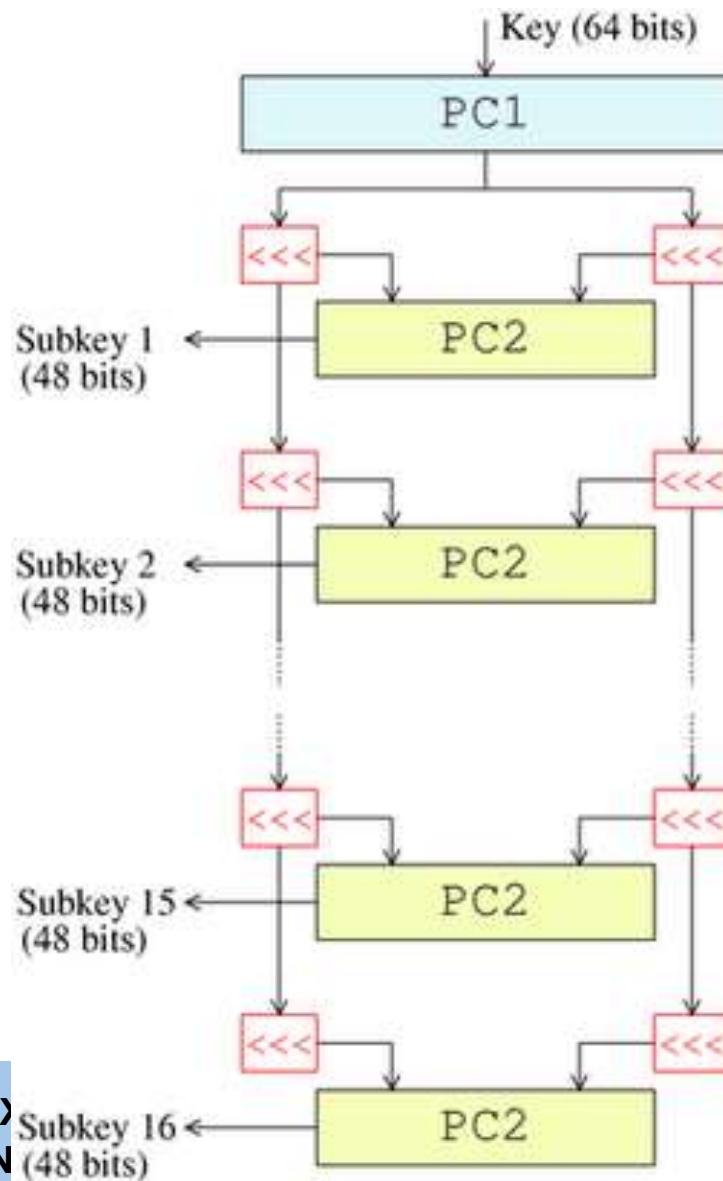 Key (64 bits)
PC1
<<< <<<
Subkey 1
(48 bits)
PC2
<<< <<<
Subkey 2
(48 bits)
PC2
<<< <<<
Subkey 15
(48 bits)
PC2
<<< <<<
Subkey 16
(48 bits)
PC2